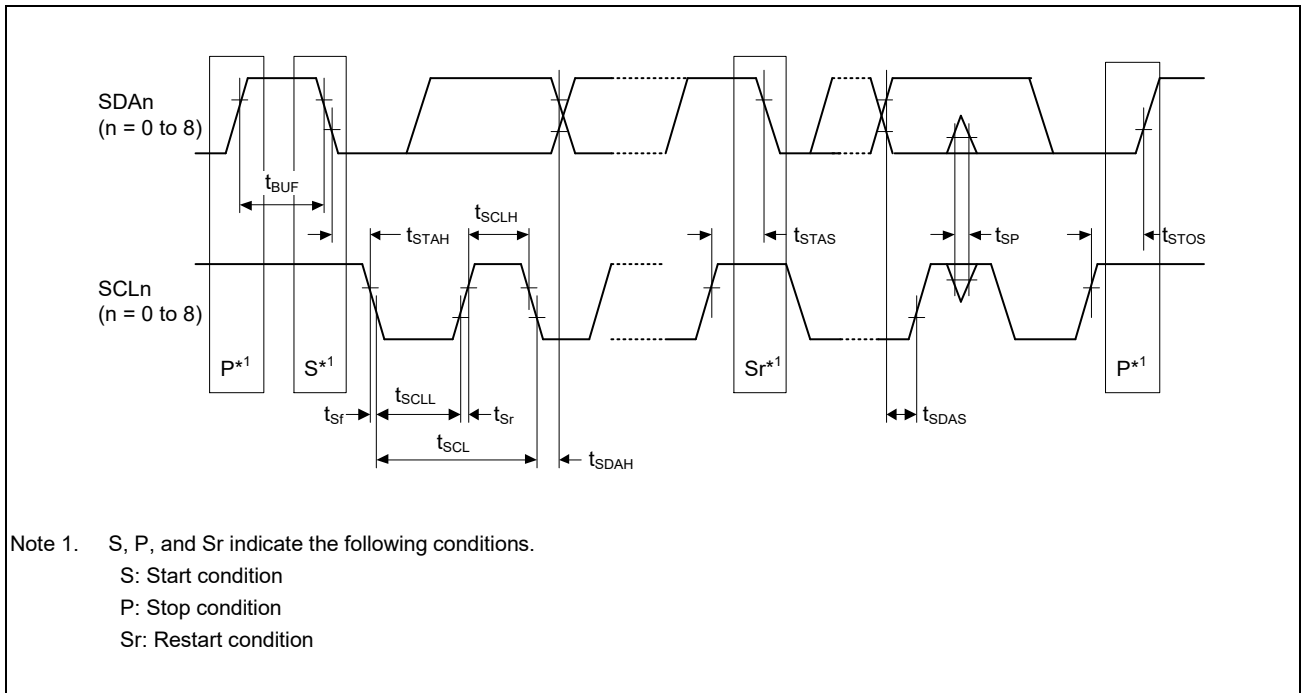 SDAn
(n = 0 to 8)
tBUF
tSCLH
tSTAH
tSTAS
tSP
tSTOS
SCLn
(n = 0 to 8)
P*1
S*1
Sr*1
P*1
tSCLL
tSf
tSr
tSDAS
tSCL
tSDAH
Note 1. S, P, and Sr indicate the following conditions.
S: Start condition
P: Stop condition
Sr: Restart condition